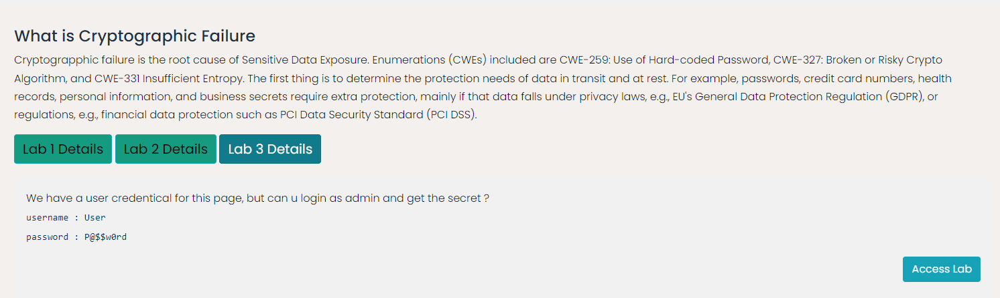 What is Cryptographic Failure
Cryptograpphic failure is the root cause of Sensitive Data Exposure. Enumerations (CWEs) included are CWE-259: Use of Hard-coded Password, CWE-327: Broken or Risky Crypto
Algorithm, and CWE-331 Insufficient Entropy. The first thing is to determine the protection needs of data in transit and at rest. For example, passwords, credit card numbers, health
records, personal information, and business secrets require extra protection, mainly if that data falls under privacy laws, e.g., EU's General Data Protection Regulation (GDPR), or
regulations, e.g., financial data protection such as PCI Data Security Standard (PCI DSS).
Lab 1 Details Lab 2 Details Lab 3 Details
We have a user credentical for this page, but can u login as admin and get the secret ?
username : User
password : P@$$w0rd
Access Lab